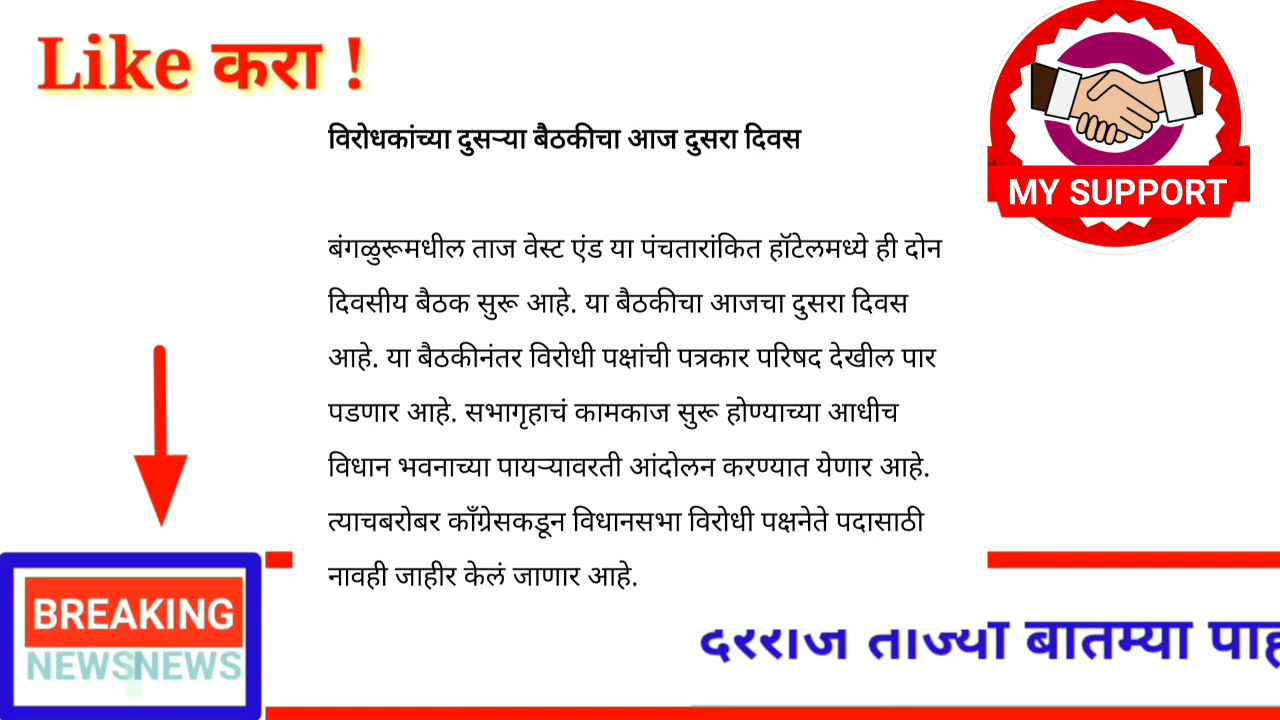 Like करा !
MY SUPPORT
विरोधकांच्या दुसऱ्या बैठकीचा आज दुसरा दिवस
बंगळुरूमधील ताज वेस्ट एंड या पंचतारांकित हॉटेलमध्ये ही दोन
दिवसीय बैठक सुरू आहे. या बैठकीचा आजचा दुसरा दिवस
आहे. या बैठकीनंतर विरोधी पक्षांची पत्रकार परिषद देखील पार
पडणार आहे. सभागृहाचं कामकाज सुरू होण्याच्या आधीच
विधान भवनाच्या पायऱ्यावरती आंदोलन करण्यात येणार आहे.
त्याचबरोबर काँग्रेसकडून विधानसभा विरोधी पक्षनेते पदासाठी
नावही जाहीर केलं जाणार आहे.
BREAKING
NEWSNEWS
ताज्या बातम्या